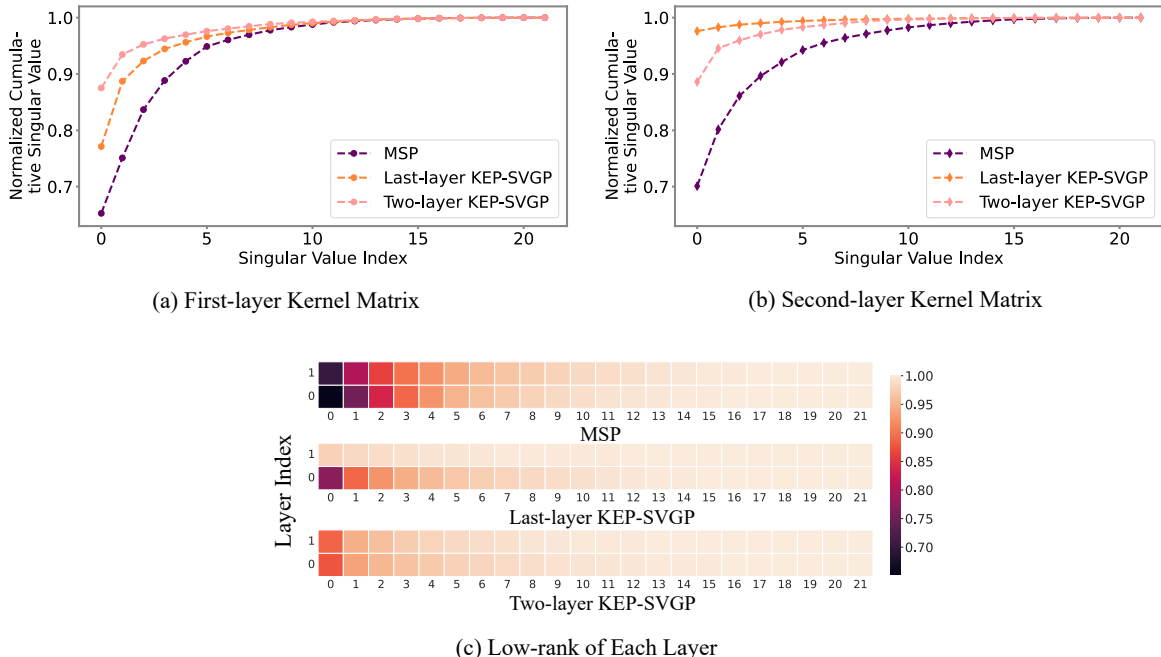 Normalized Cumula-
tive Singular Value
1.0
0.9
0.8
0.7
0 5 10 15 20
Singular Value Index
MSP
Last-layer KEP-SVGP
Two-layer KEP-SVGP
(a) First-layer Kernel Matrix
Normalized Cumula-
tive Singular Value
1.0
0.9
0.8
0.7
0 5 10 15 20
Singular Value Index
MSP
Last-layer KEP-SVGP
Two-layer KEP-SVGP
(b) Second-layer Kernel Matrix
Layer Index
1
0
0 1 2 3 4 5 6 7 8 9 10 11 12 13 14 15 16 17 18 19 20 21
MSP
1
0
0 1 2 3 4 5 6 7 8 9 10 11 12 13 14 15 16 17 18 19 20 21
Last-layer KEP-SVGP
1
0
0 1 2 3 4 5 6 7 8 9 10 11 12 13 14 15 16 17 18 19 20 21
Two-layer KEP-SVGP
1.00
0.95
0.90
0.85
0.80
0.75
0.70
(c) Low-rank of Each Layer